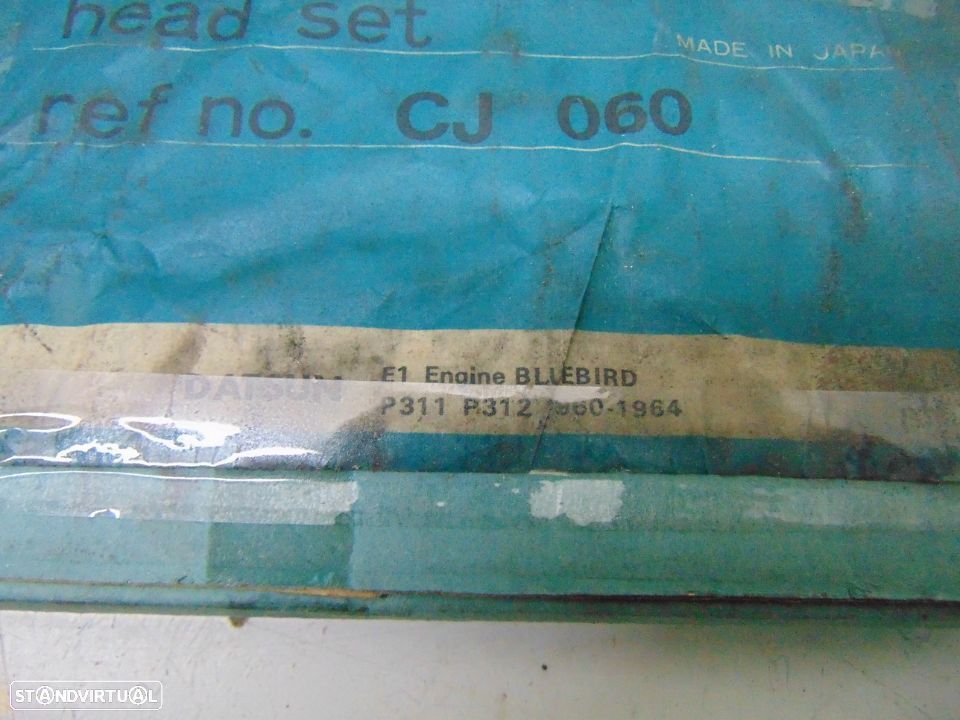 head set
MADE IN JAPAN
ref no. CJ 060
DATSUN E1 Engine BLUEBIRD
P311 P312 1960-1964
STANDVIRTUAL